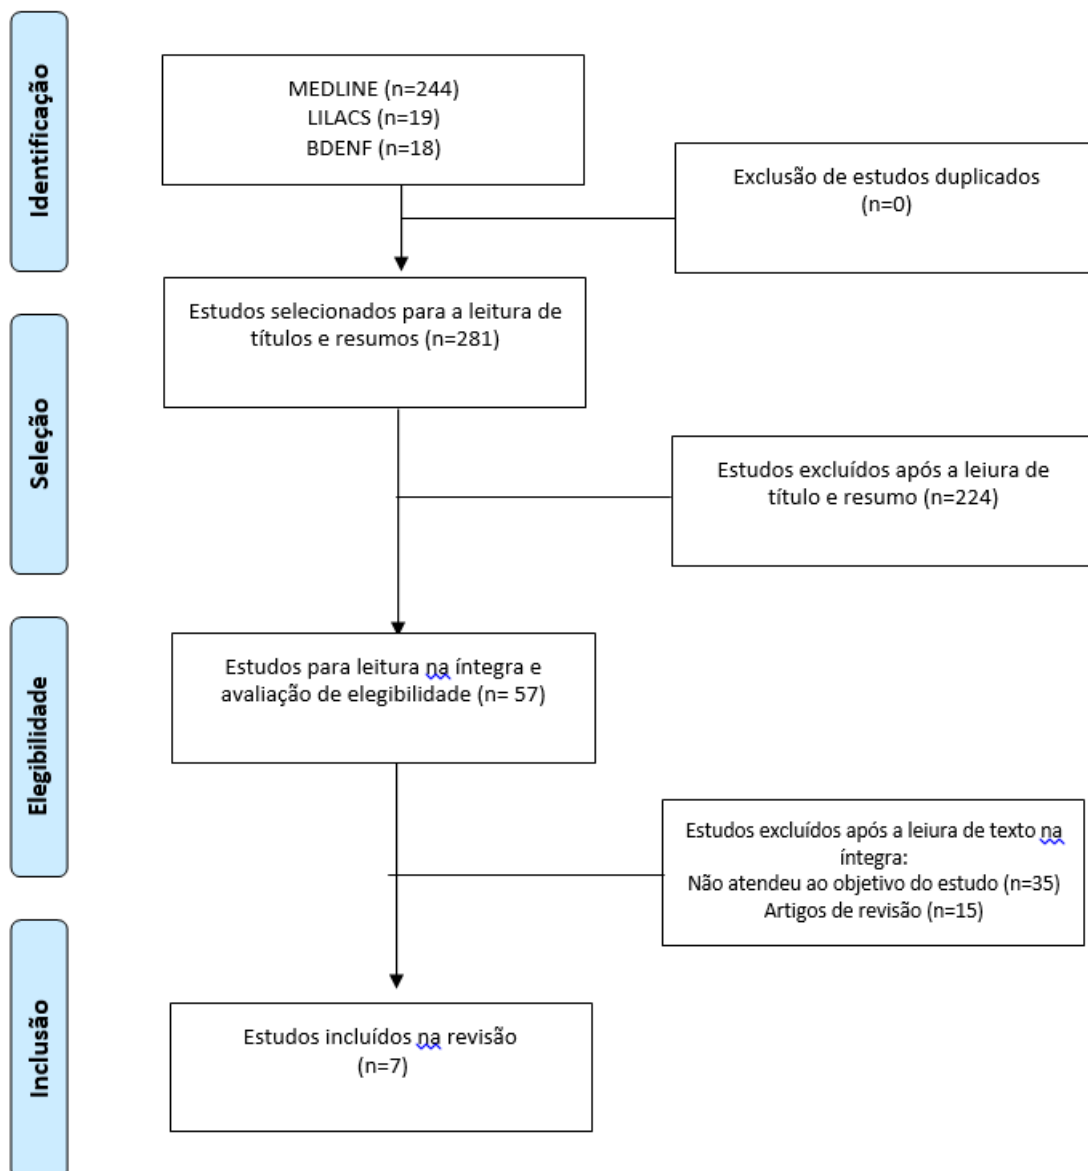 Identificação
MEDLINE (n=244)
LILACS (n=19)
BDENF (n=18)
Exclusão de estudos duplicados
(n=0)
Seleção
Estudos selecionados para a leitura de
títulos e resumos (n=281)
Estudos excluídos após a leiura de
título e resumo (n=224)
Elegibilidade
Estudos para leitura na íntegra e
avaliação de elegibilidade (n= 57)
Estudos excluídos após a leiura de texto na
íntegra:
Não atendeu ao objetivo do estudo (n=35)
Artigos de revisão (n=15)
Inclusão
Estudos incluídos na revisão
(n=7)